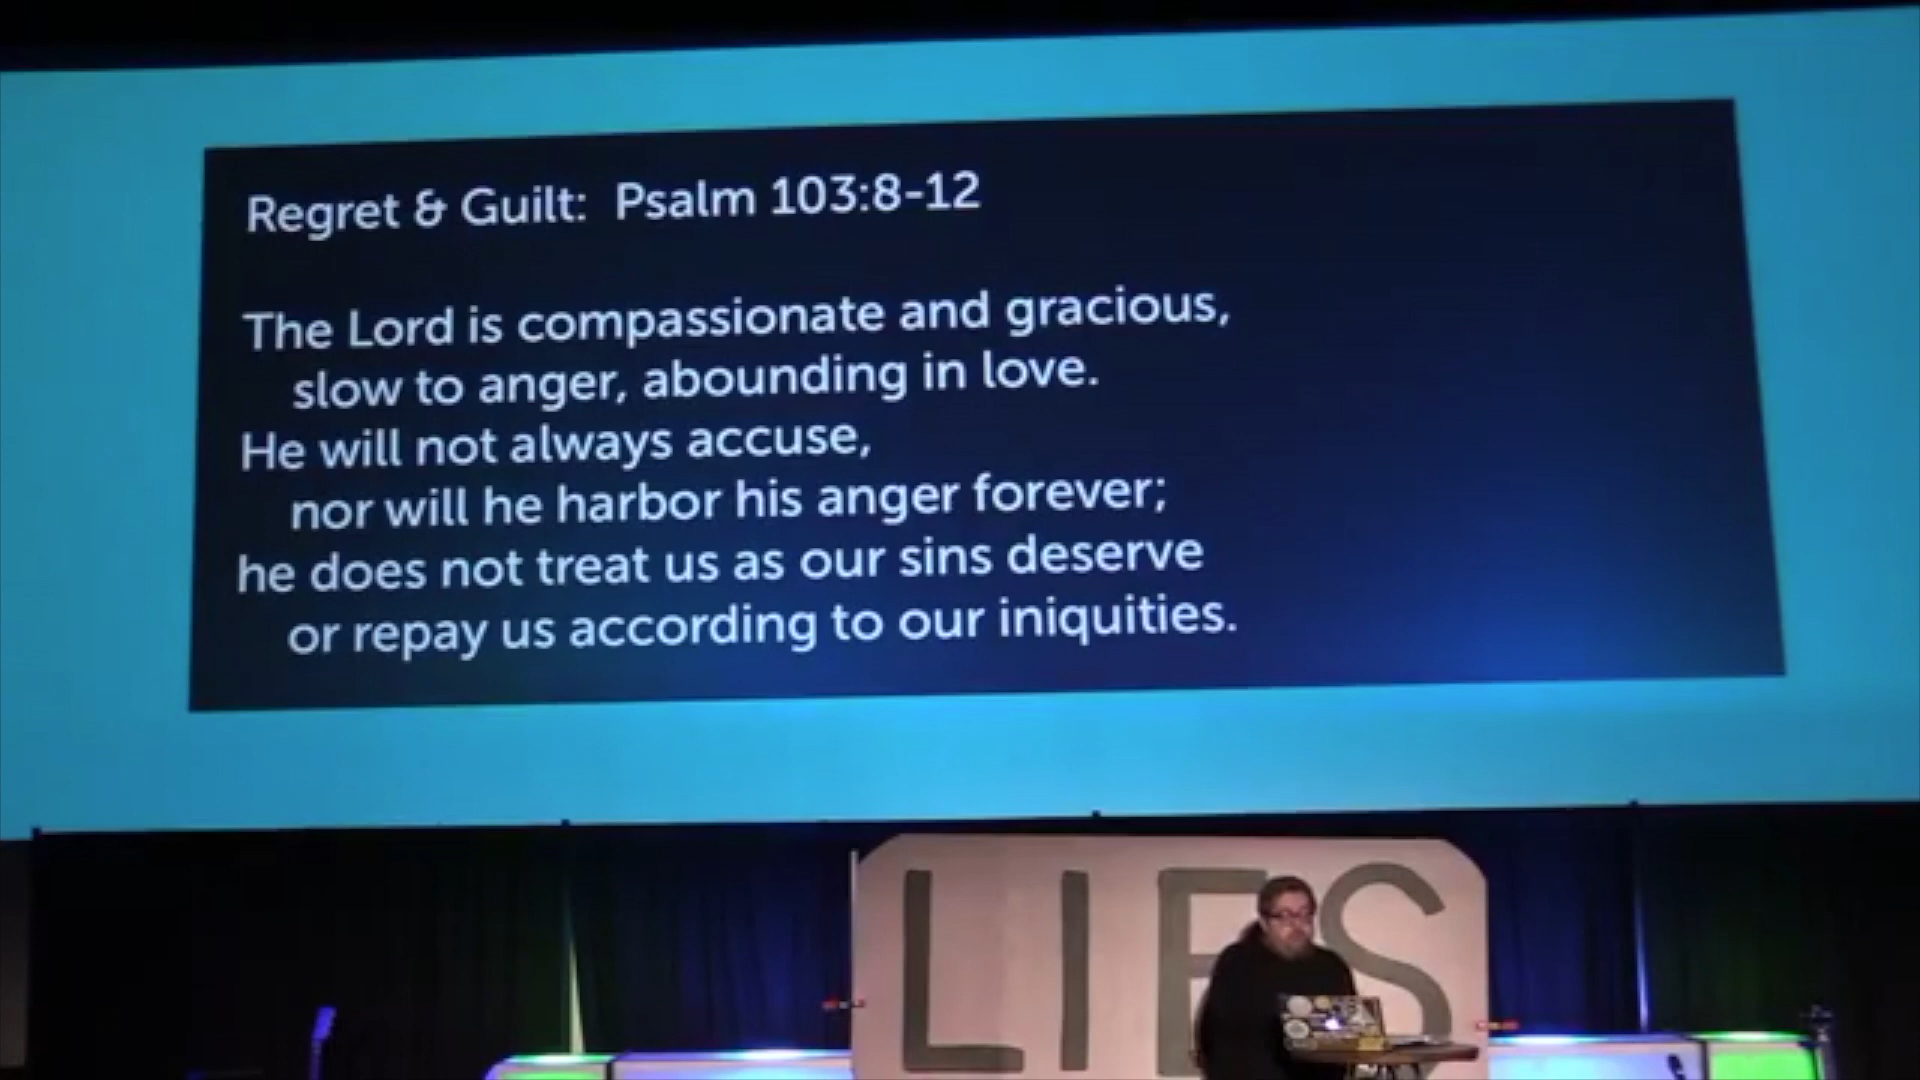 Regret & Guilt: Psalm 103:8-12
The Lord is compassionate and gracious,
slow to anger, abounding in love.
He will not always accuse,
nor will he harbor his anger forever;
he does not treat us as our sins deserve
or repay us according to our iniquities.
LIES